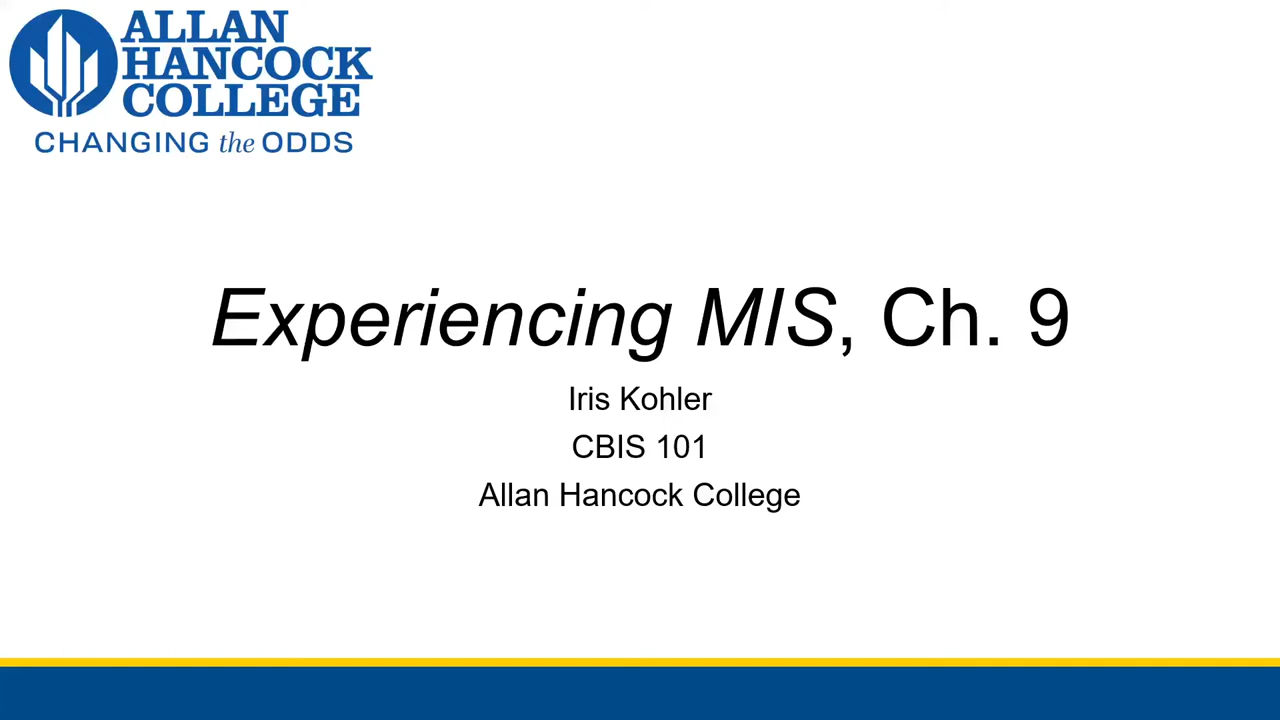 ALLAN
HANCOCK
COLLEGE
CHANGING the ODDS
Experiencing MIS, Ch. 9
Iris Kohler
CBIS 101
Allan Hancock College